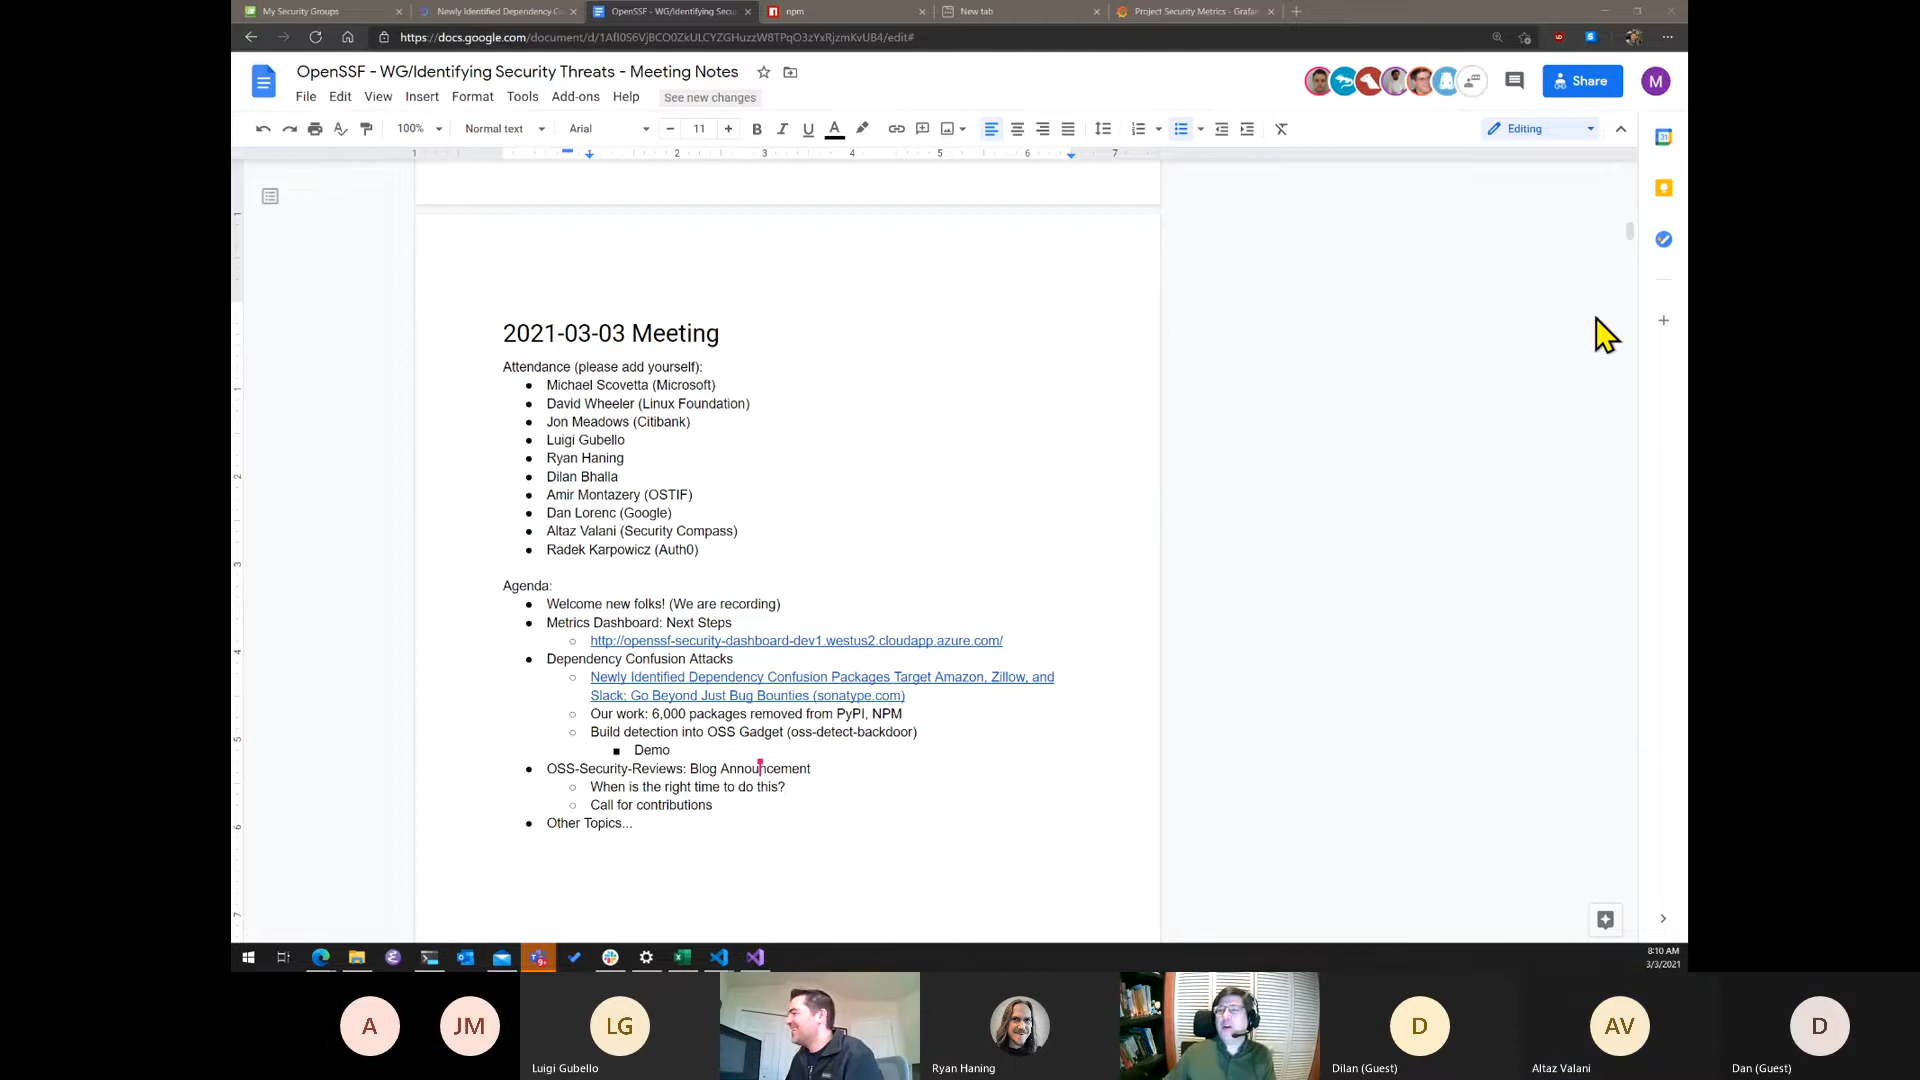 My Security Groups
Newly Identified Dependency C
OpenSSF - WG/Identifying Secu
npm
New tab
Project Security Metrics - Grafan
https://docs.google.com/document/d/1AfI0S6VjBCO0ZkULCYZGHuzzW8TPqO3zYxRjzmKvUB4/edit#
OpenSSF - WG/Identifying Security Threats - Meeting Notes
Share
M
File Edit View Insert Format Tools Add-ons Help See new changes
100% Normal text Arial 11 Editing
1 1 2 3 4 5 6 7
2021-03-03 Meeting
Attendance (please add yourself):
● Michael Scovetta (Microsoft)
● David Wheeler (Linux Foundation)
● Jon Meadows (Citibank)
● Luigi Gubello
● Ryan Haning
● Dilan Bhalla
● Amir Montazery (OSTIF)
● Dan Lorenc (Google)
● Altaz Valani (Security Compass)
● Radek Karpowicz (Auth0)
Agenda:
● Welcome new folks! (We are recording)
● Metrics Dashboard: Next Steps
○ http://openssf-security-dashboard-dev1.westus2.cloudapp.azure.com/
● Dependency Confusion Attacks
○ Newly Identified Dependency Confusion Packages Target Amazon, Zillow, and
Slack; Go Beyond Just Bug Bounties (sonatype.com)
○ Our work: 6,000 packages removed from PyPI, NPM
○ Build detection into OSS Gadget (oss-detect-backdoor)
■ Demo
● OSS-Security-Reviews: Blog Announcement
○ When is the right time to do this?
○ Call for contributions
● Other Topics...
8:10 AM
3/3/2021
A
JM
LG
D
AV
D
Luigi Gubello
Ryan Haning
Dilan (Guest)
Altaz Valani
Dan (Guest)